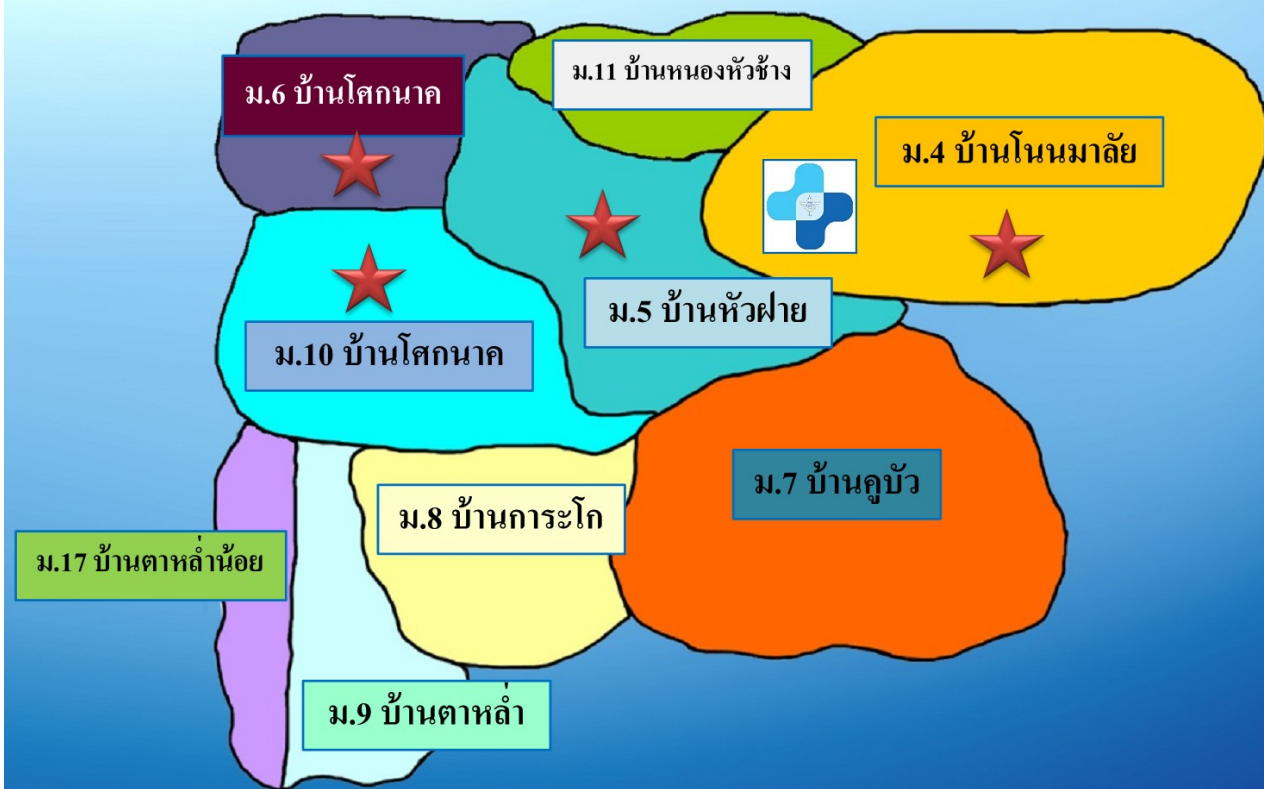 ม.11 บ้านหนองหัวช้าง
ม.6 บ้านโศกนาค
ม.4 บ้านโนนมาลัย
ม.5 บ้านหัวฝาย
ม.10 บ้านโศกนาค
ม.7 บ้านคูบัว
ม.8 บ้านการะโก
ม.17 บ้านตาหล่ำน้อย
ม.9 บ้านตาหล่ำ